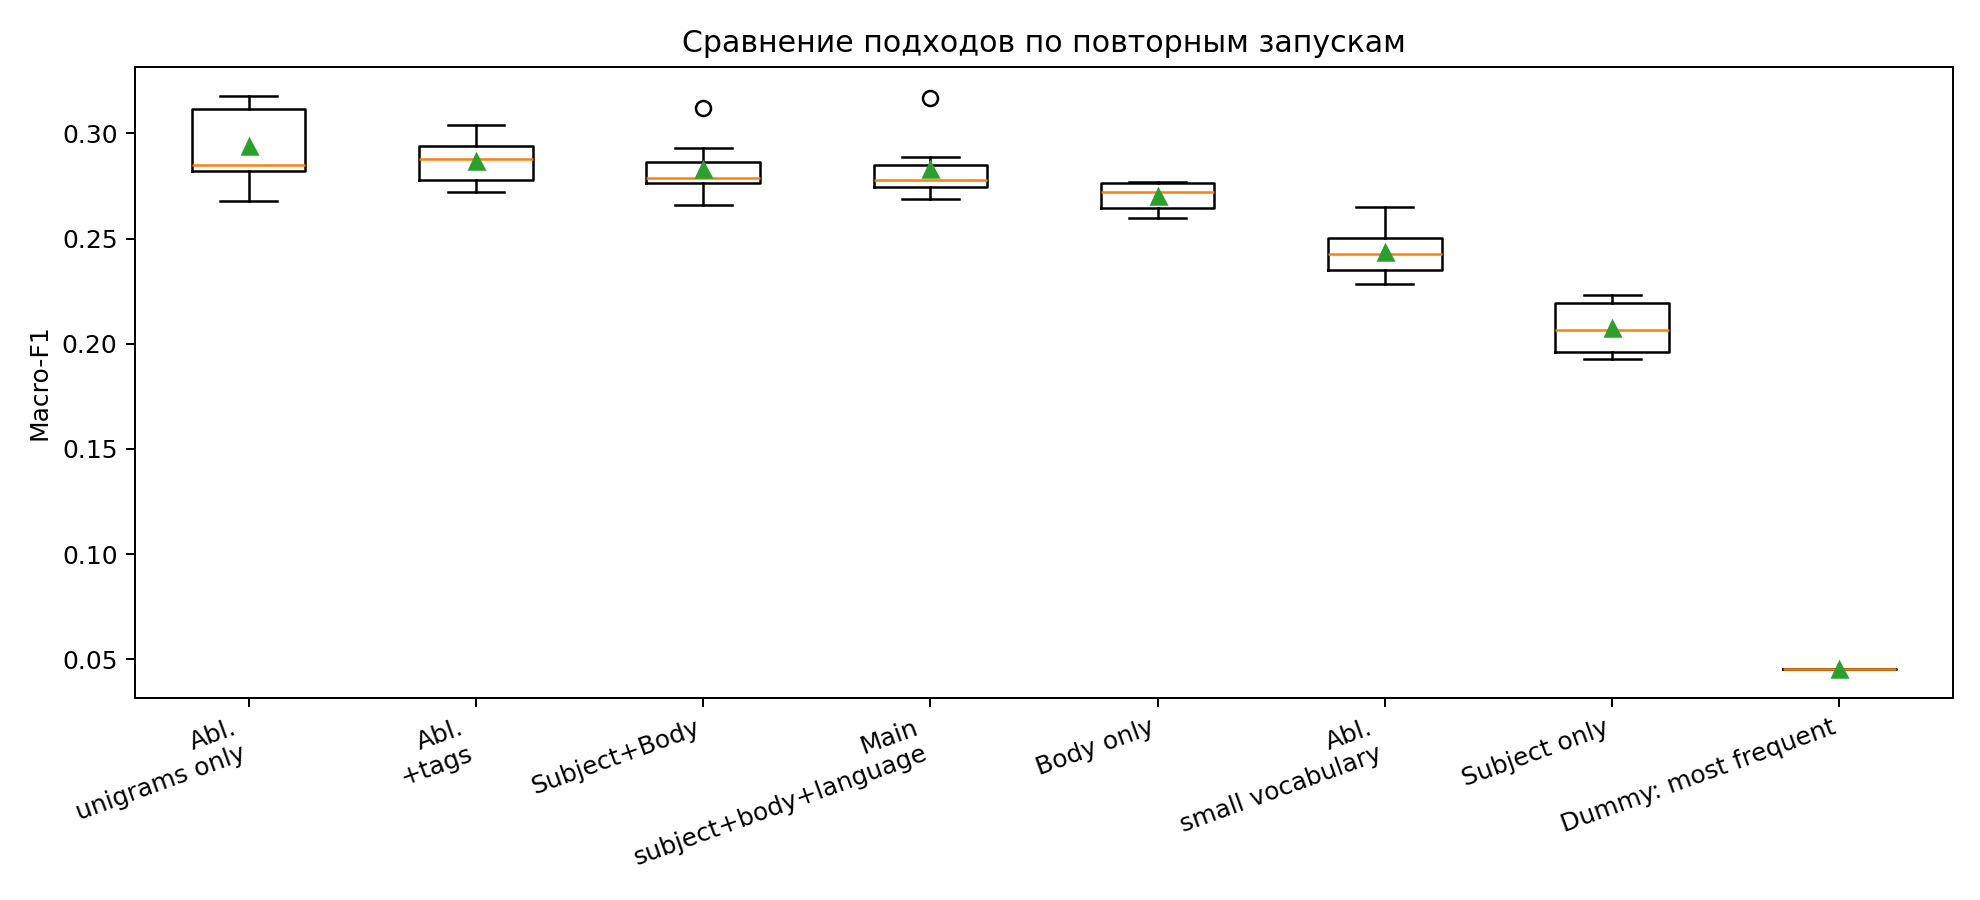 Сравнение подходов по повторным запускам
Macro-F1
0.30
0.25
0.20
0.15
0.10
0.05
Abl.
unigrams only
Abl.
+tags
Subject+Body
Main
subject+body+language
Body only
Abl.
small vocabulary
Subject only
Dummy: most frequent